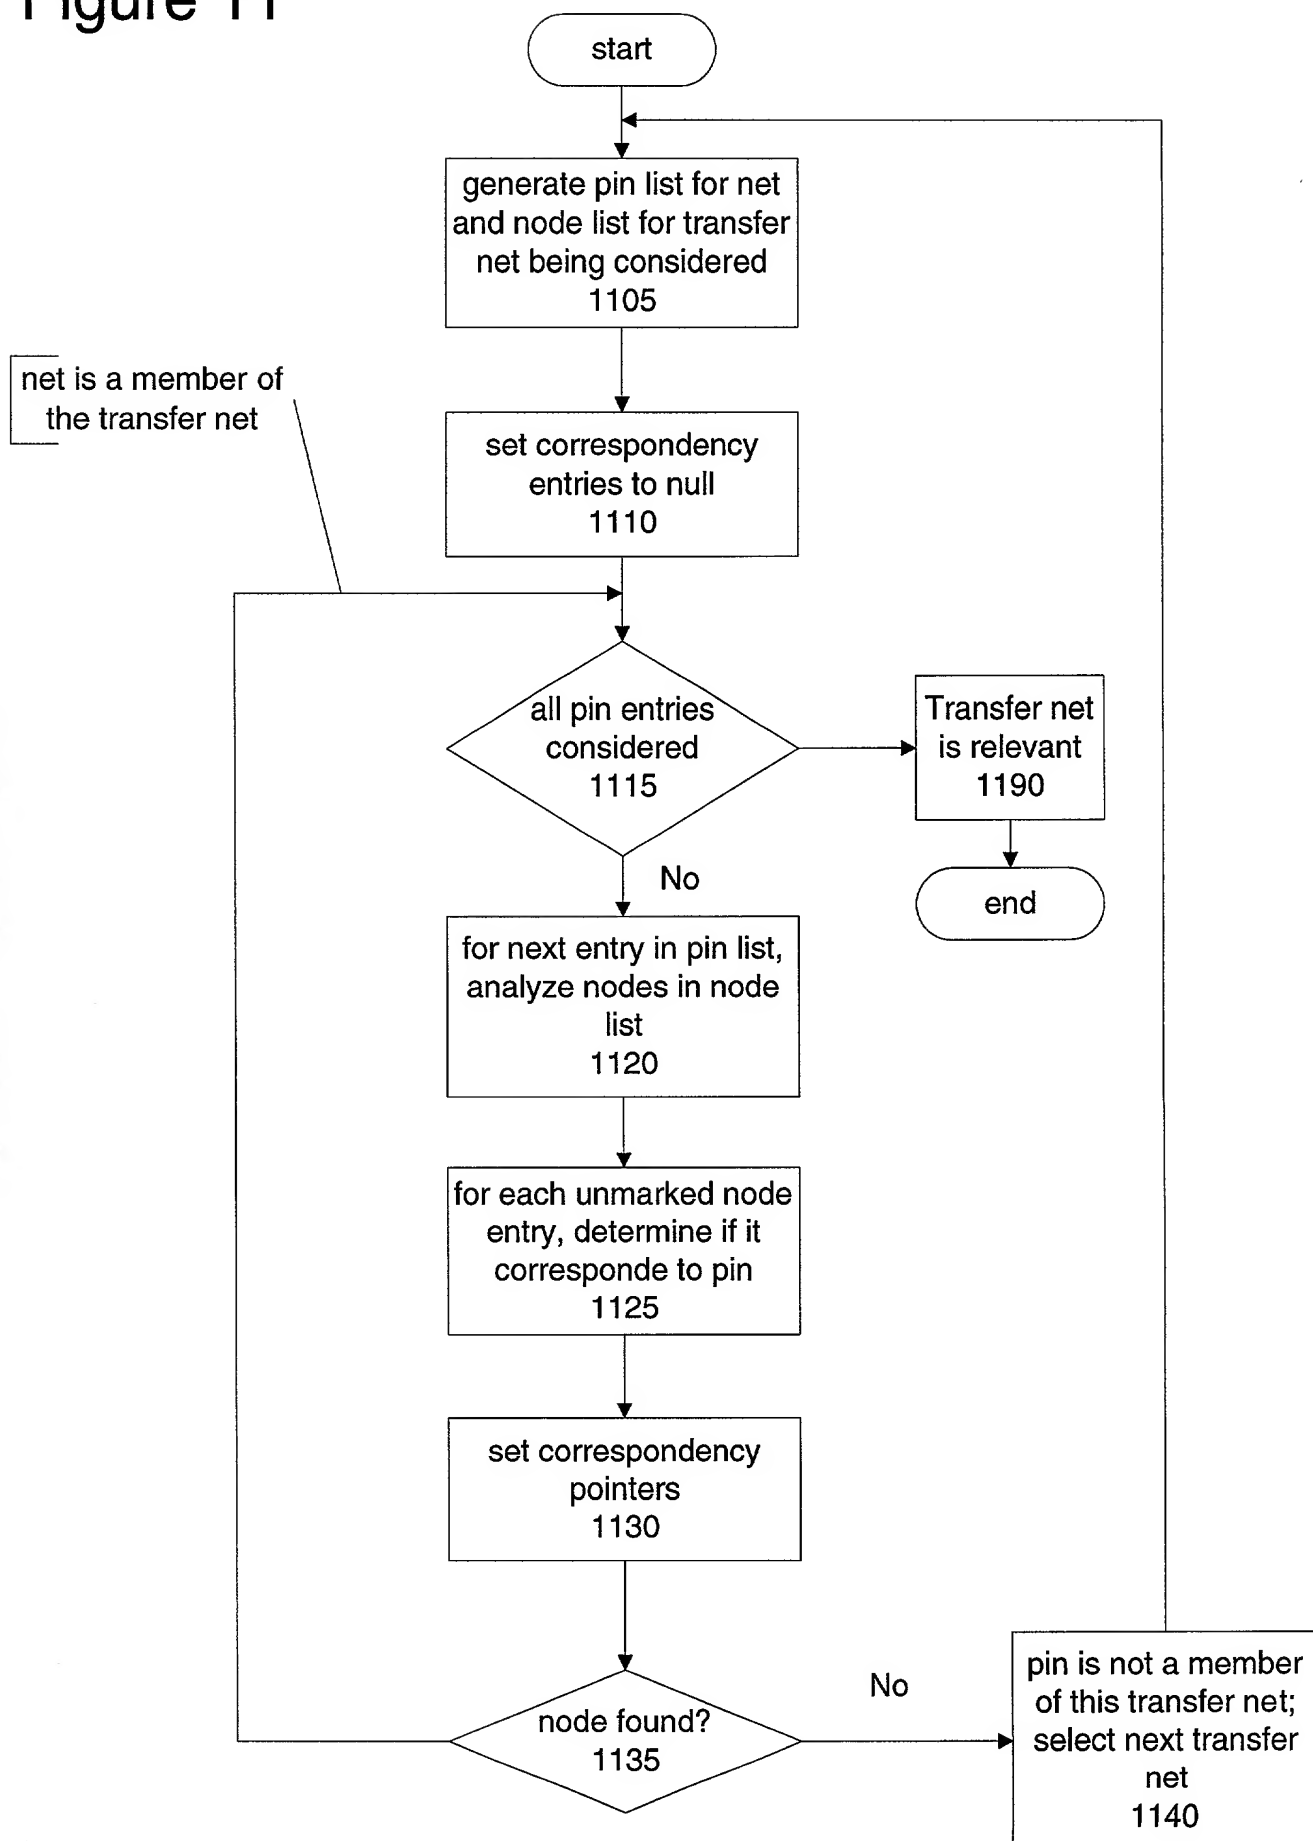 Figure 11
start
generate pin list for net
and node list for transfer
net being considered
1105
net is a member of
the transfer net
set correspondency
entries to null
1110
all pin entries
considered
1115
Transfer net
is relevant
1190
No
end
for next entry in pin list,
analyze nodes in node
list
1120
for each unmarked node
entry, determine if it
corresponde to pin
1125
set correspondency
pointers
1130
node found?
1135
No
pin is not a member
of this transfer net;
select next transfer
net
1140